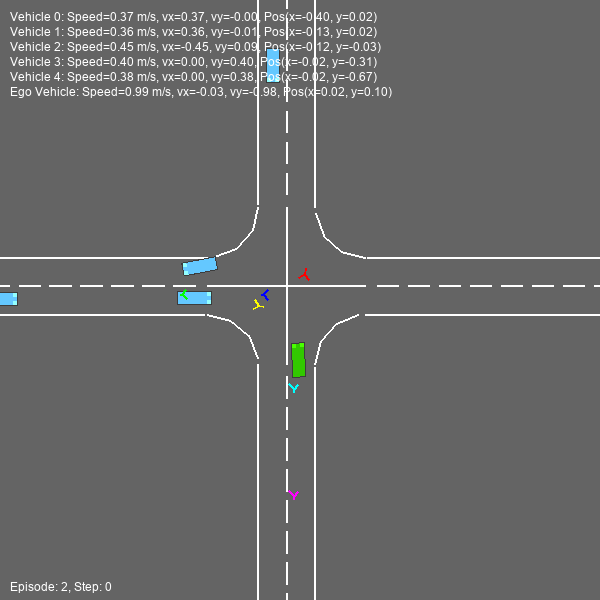 Vehicle 0: Speed=0.37 m/s, vx=0.37, vy=-0.00, Pos(x=-0.40, y=0.02)
Vehicle 1: Speed=0.36 m/s, vx=0.36, vy=-0.01, Pos(x=-0.13, y=0.02)
Vehicle 2: Speed=0.45 m/s, vx=-0.45, vy=0.09, Pos(x=-0.12, y=-0.03)
Vehicle 3: Speed=0.40 m/s, vx=0.00, vy=0.40, Pos(x=-0.02, y=-0.31)
Vehicle 4: Speed=0.38 m/s, vx=0.00, vy=0.38, Pos(x=-0.02, y=-0.67)
Ego Vehicle: Speed=0.99 m/s, vx=-0.03, vy=-0.98, Pos(x=0.02, y=0.10)
Episode: 2, Step: 0